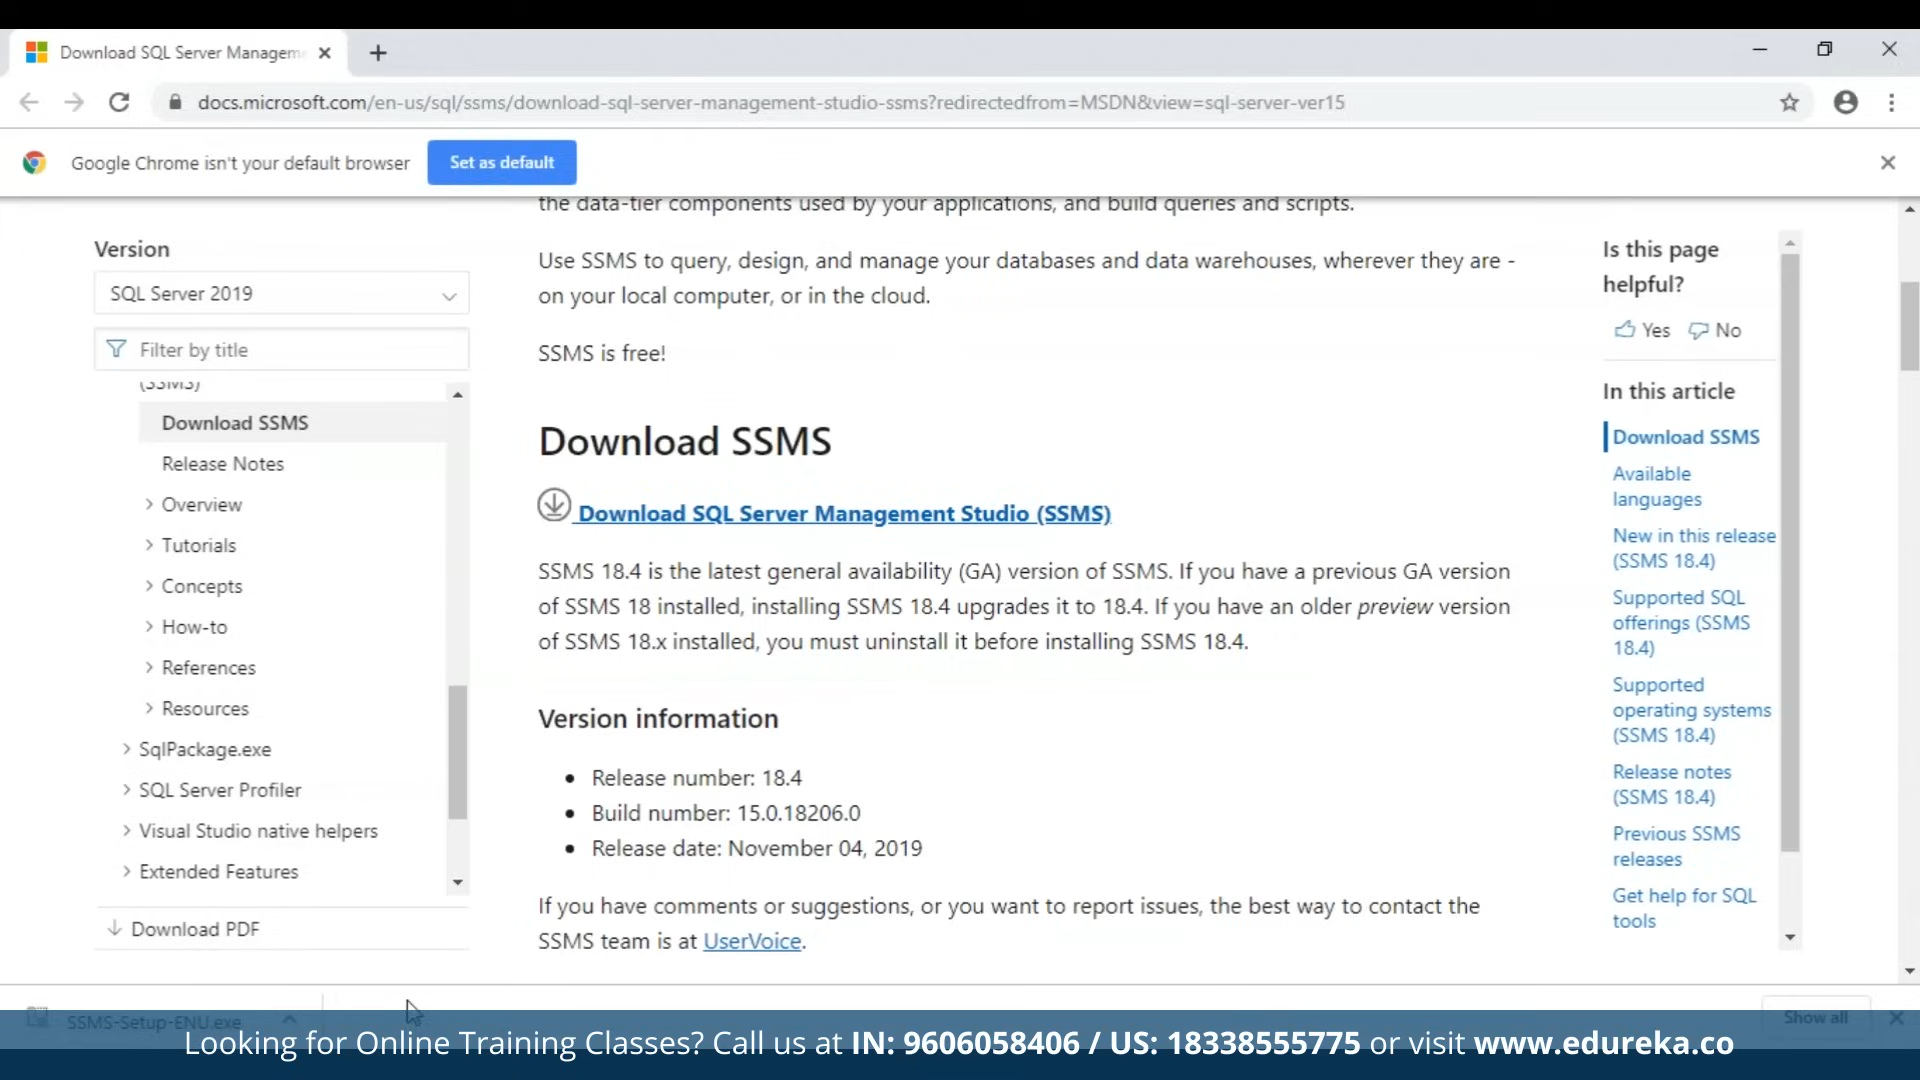 Download SQL Server Managem
docs.microsoft.com/en-us/sql/ssms/download-sql-server-management-studio-ssms?redirectedfrom=MSDN&view=sql-server-ver15
Google Chrome isn't your default browser
Set as default
Version
SQL Server 2019
Filter by title
(SSMS)
Download SSMS
Release Notes
Overview
Tutorials
Concepts
How-to
References
Resources
SqlPackage.exe
SQL Server Profiler
Visual Studio native helpers
Extended Features
Download PDF
the data-tier components used by your applications, and build queries and scripts.
Use SSMS to query, design, and manage your databases and data warehouses, wherever they are -
on your local computer, or in the cloud.
SSMS is free!
Download SSMS
Download SQL Server Management Studio (SSMS)
SSMS 18.4 is the latest general availability (GA) version of SSMS. If you have a previous GA version
of SSMS 18 installed, installing SSMS 18.4 upgrades it to 18.4. If you have an older preview version
of SSMS 18.x installed, you must uninstall it before installing SSMS 18.4.
Version information
Release number: 18.4
Build number: 15.0.18206.0
Release date: November 04, 2019
If you have comments or suggestions, or you want to report issues, the best way to contact the
SSMS team is at UserVoice.
Is this page
helpful?
Yes No
In this article
Download SSMS
Available
languages
New in this release
(SSMS 18.4)
Supported SQL
offerings (SSMS
18.4)
Supported
operating systems
(SSMS 18.4)
Release notes
(SSMS 18.4)
Previous SSMS
releases
Get help for SQL
tools
SSMS-Setup-ENU.exe
Show all
Looking for Online Training Classes? Call us at IN: 9606058406 / US: 18338555775 or visit www.edureka.co